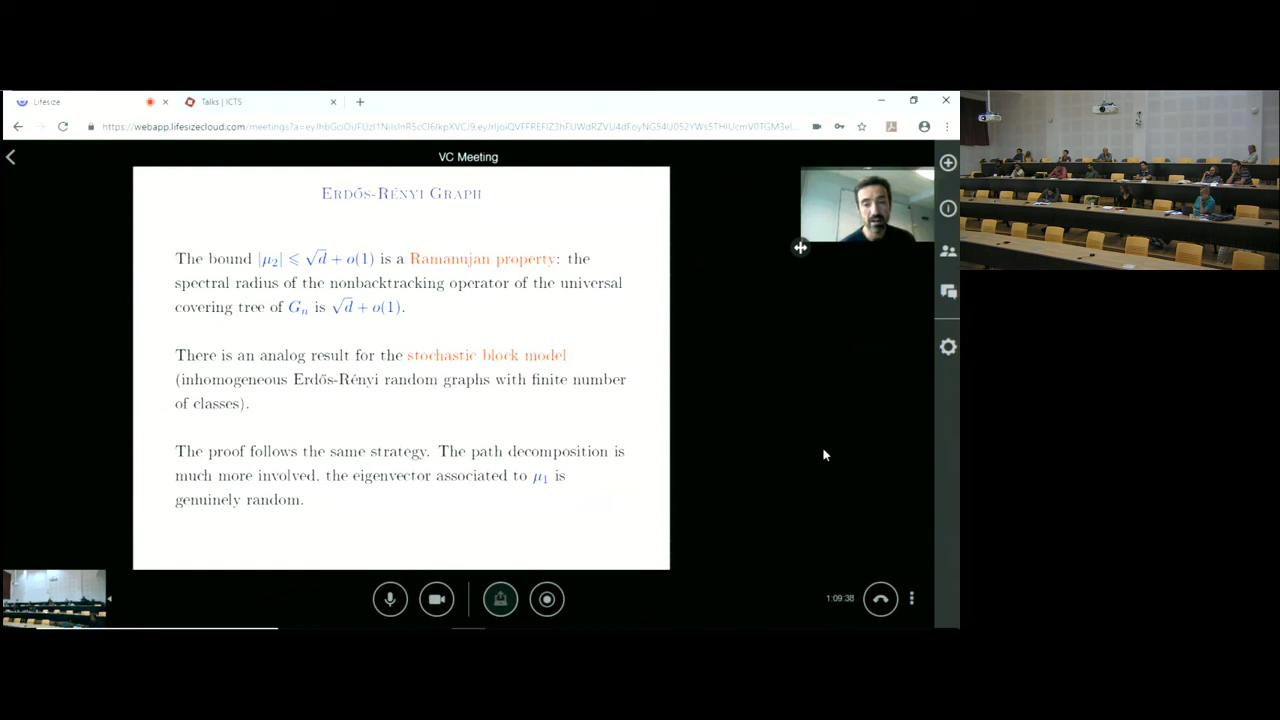 Lifesize
Talks | ICTS
VC Meeting
ERDŐS-RÉNYI GRAPH
The bound |μ₂| ⩽ √d + o(1) is a Ramanujan property: the
spectral radius of the nonbacktracking operator of the universal
covering tree of Gₙ is √d + o(1).
There is an analog result for the stochastic block model
(inhomogeneous Erdős-Rényi random graphs with finite number
of classes).
The proof follows the same strategy. The path decomposition is
much more involved, the eigenvector associated to μ₁ is
genuinely random.
1:09:38